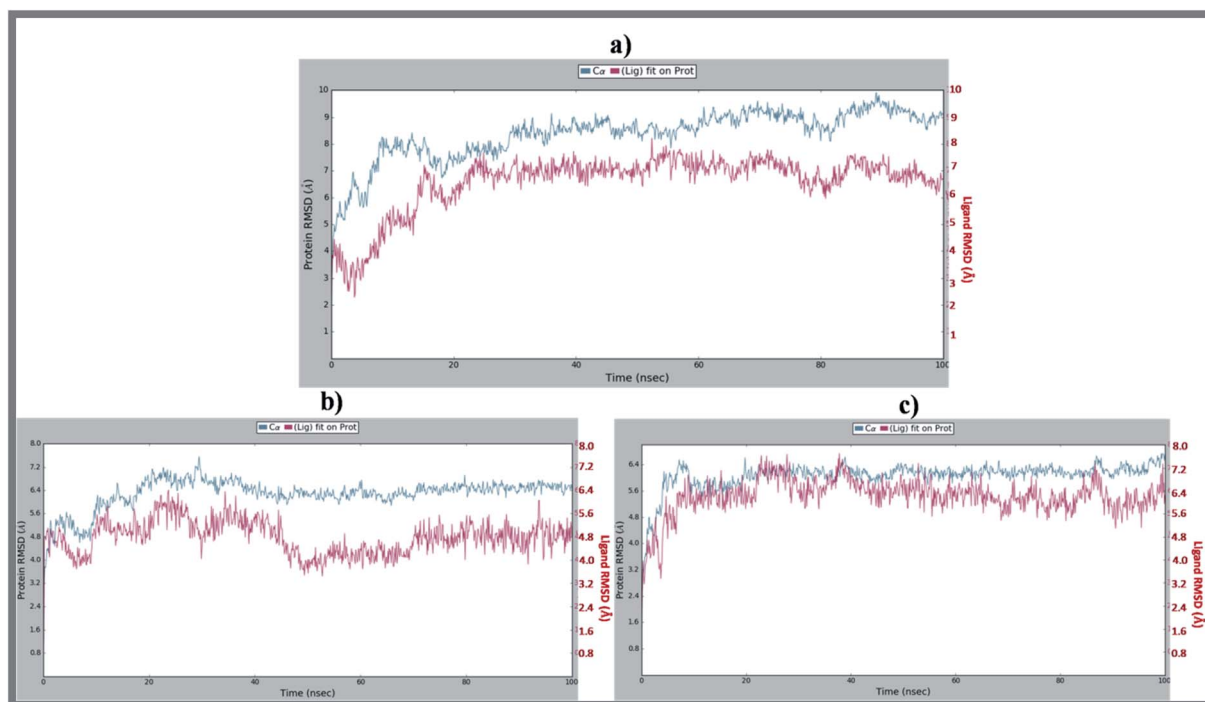 a)
Cα (Lig) fit on Prot
10 10
9 9
8 8
7 7
6 6
5 5
4 4
3 3
2 2
1 1
Protein RMSD (Å)
Ligand RMSD (Å)
0 20 40 60 80 100
Time (nsec)
b)
Cα (Lig) fit on Prot
8.0 8.0
7.2 7.2
6.4 6.4
5.6 5.6
4.8 4.8
4.0 4.0
3.2 3.2
2.4 2.4
1.6 1.6
0.8 0.8
Protein RMSD (Å)
Ligand RMSD (Å)
0 20 40 60 80 100
Time (nsec)
c)
Cα (Lig) fit on Prot
8.0
6.4 7.2
5.6 6.4
4.8 5.6
4.0 4.8
3.2 4.0
2.4 3.2
1.6 2.4
0.8 1.6
0.8
Protein RMSD (Å)
Ligand RMSD (Å)
0 20 40 60 80 100
Time (nsec)